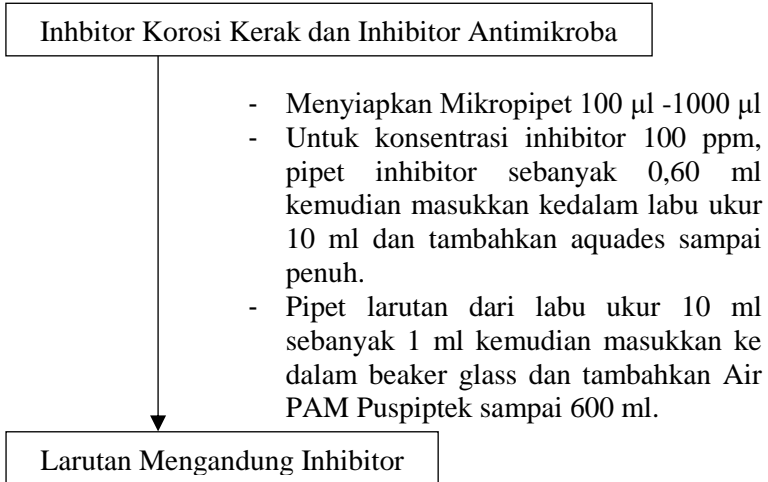 Inhbitor Korosi Kerak dan Inhibitor Antimikroba
- Menyiapkan Mikropipet 100 μl -1000 μl
- Untuk konsentrasi inhibitor 100 ppm,
pipet inhibitor sebanyak 0,60 ml
kemudian masukkan kedalam labu ukur
10 ml dan tambahkan aquades sampai
penuh.
- Pipet larutan dari labu ukur 10 ml
sebanyak 1 ml kemudian masukkan ke
dalam beaker glass dan tambahkan Air
PAM Puspiptek sampai 600 ml.
Larutan Mengandung Inhibitor